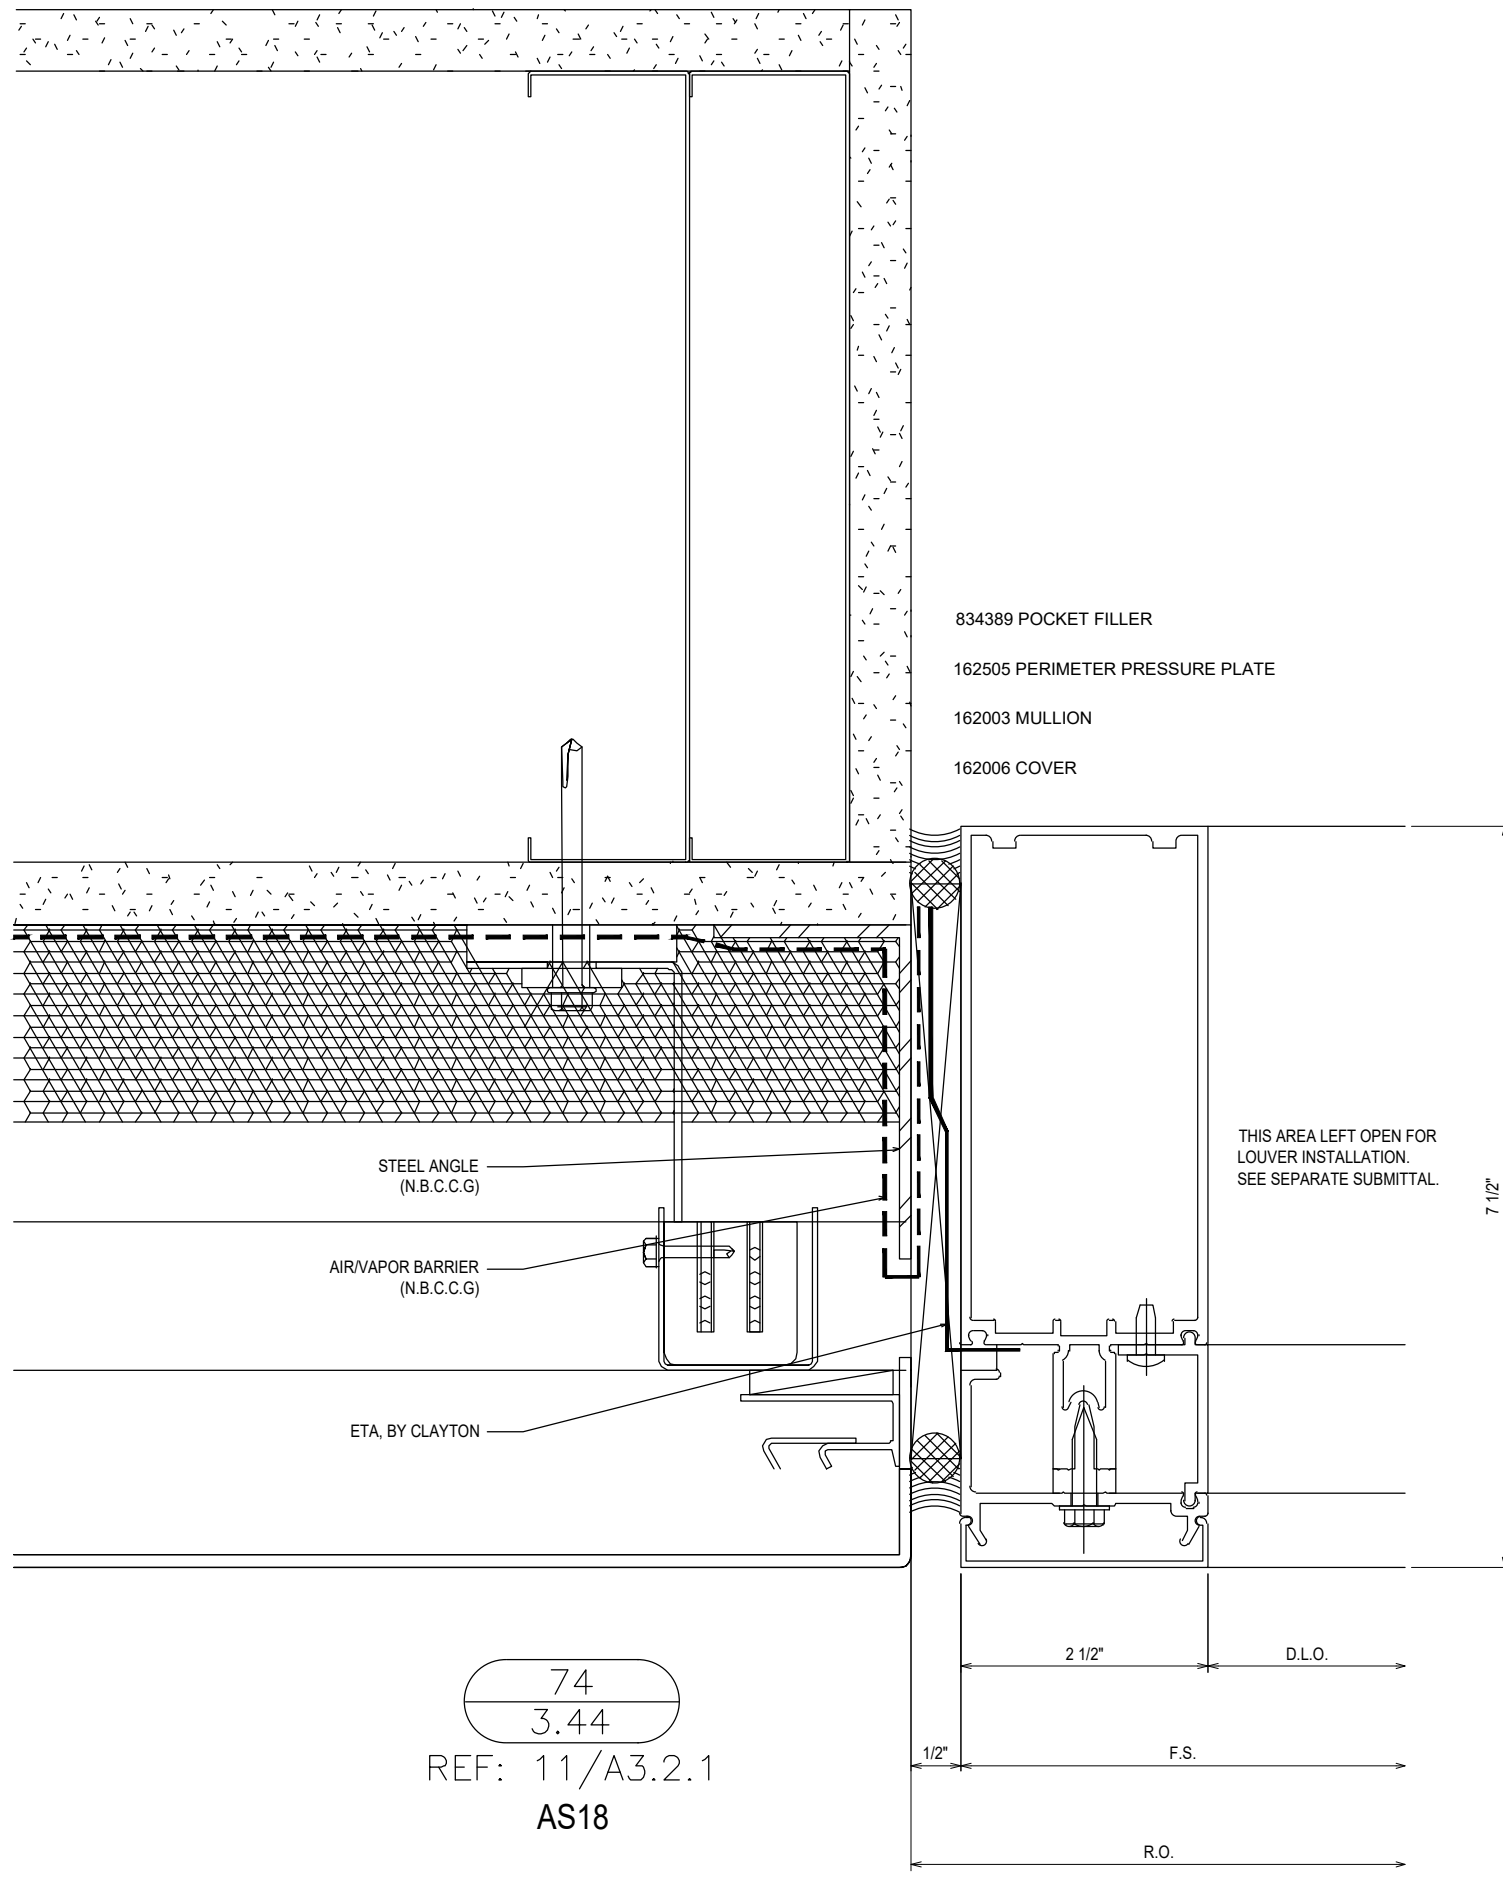 834389 POCKET FILLER
162505 PERIMETER PRESSURE PLATE
162003 MULLION
162006 COVER
THIS AREA LEFT OPEN FOR
LOUVER INSTALLATION.
SEE SEPARATE SUBMITTAL.
7 1/2"
STEEL ANGLE
(N.B.C.C.G)
AIR/VAPOR BARRIER
(N.B.C.C.G)
ETA, BY CLAYTON
2 1/2"
D.L.O.
1/2"
F.S.
R.O.
74
3.44
REF: 11/A3.2.1
AS18